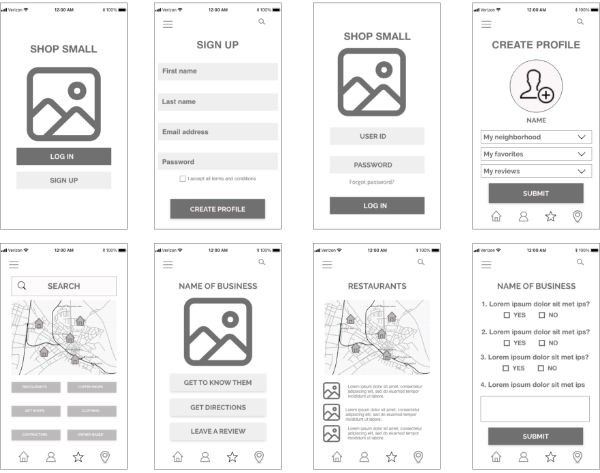 Verizon 12:00 AM 100%
SHOP SMALL
LOG IN
SIGN UP
Verizon 12:00 AM 100%
SIGN UP
First name
Last name
Email address
Password
I accept all terms and conditions
CREATE PROFILE
Verizon 12:00 AM 100%
SHOP SMALL
USER ID
PASSWORD
Forgot password?
LOG IN
Verizon 12:00 AM 100%
CREATE PROFILE
NAME
My neighborhood
My favorites
My reviews
SUBMIT
Verizon 12:00 AM 100%
SEARCH
Verizon 12:00 AM 100%
NAME OF BUSINESS
GET TO KNOW THEM
GET DIRECTIONS
LEAVE A REVIEW
Verizon 12:00 AM 100%
RESTAURANTS
Lorem ipsum dolor sit amet, consectetur
adipiscing elit, sed do eiusmod tempor
incididunt ut labore.
Lorem ipsum dolor sit amet, consectetur
adipiscing elit, sed do eiusmod tempor
incididunt ut labore.
Lorem ipsum dolor sit amet, consectetur
adipiscing elit, sed do eiusmod tempor
incididunt ut labore.
Verizon 12:00 AM 100%
NAME OF BUSINESS
1. Lorem ipsum dolor sit met ips?
YES NO
2. Lorem ipsum dolor sit met ips?
YES NO
3. Lorem ipsum dolor sit met ips?
YES NO
4. Lorem ipsum dolor sit met ips
SUBMIT